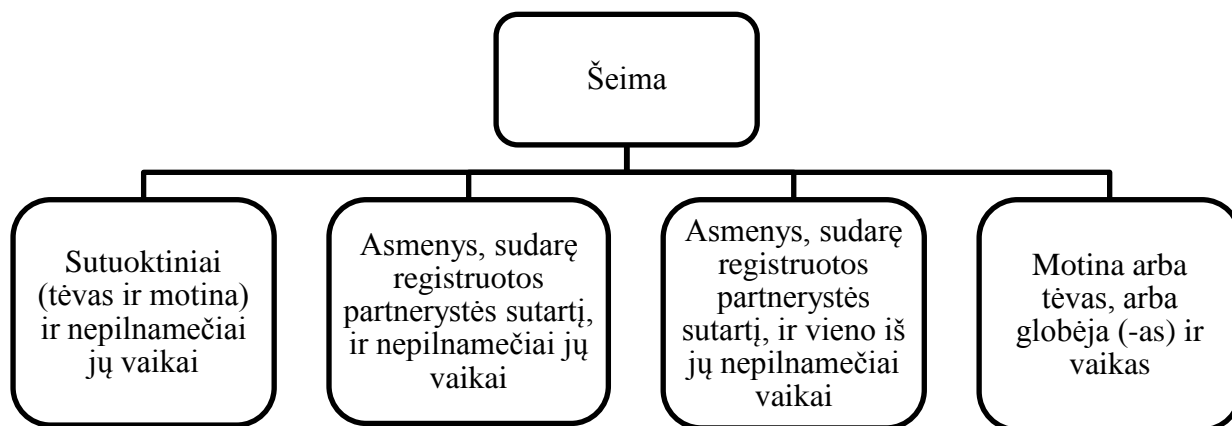 Šeima
Sutuoktiniai
(tėvas ir motina)
ir nepilnamečiai
jų vaikai
Asmenys, sudarę
registruotos
partnerystės sutartį,
ir nepilnamečiai jų
vaikai
Asmenys, sudarę
registruotos
partnerystės
sutartį, ir vieno iš
jų nepilnamečiai
vaikai
Motina arba
tėvas, arba
globėja (-as) ir
vaikas